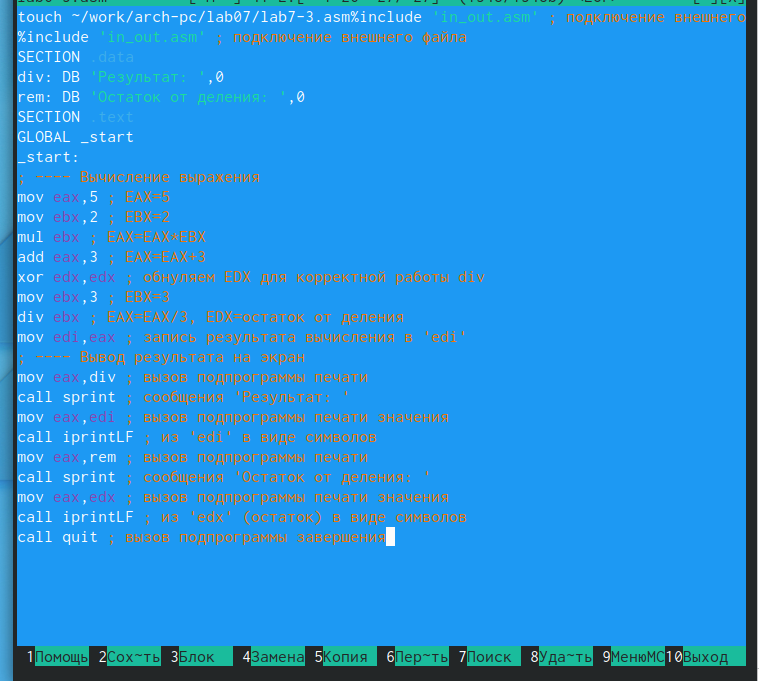 touch ~/work/arch-pc/lab07/lab7-3.asm%include 'in_out.asm' ; подключение внешнего
%include 'in_out.asm' ; подключение внешнего файла
SECTION .data
div: DB 'Результат: ',0
rem: DB 'Остаток от деления: ',0
SECTION .text
GLOBAL _start
_start:
; ---- Вычисление выражения
mov eax,5 ; EAX=5
mov ebx,2 ; EBX=2
mul ebx ; EAX=EAX*EBX
add eax,3 ; EAX=EAX+3
xor edx,edx ; обнуляем EDX для корректной работы div
mov ebx,3 ; EBX=3
div ebx ; EAX=EAX/3, EDX=остаток от деления
mov edi,eax ; запись результата вычисления в 'edi'
; ---- Вывод результата на экран
mov eax,div ; вызов подпрограммы печати
call sprint ; сообщения 'Результат: '
mov eax,edi ; вызов подпрограммы печати значения
call iprintLF ; из 'edi' в виде символов
mov eax,rem ; вызов подпрограммы печати
call sprint ; сообщения 'Остаток от деления: '
mov eax,edx ; вызов подпрограммы печати значения
call iprintLF ; из 'edx' (остаток) в виде символов
call quit ; вызов подпрограммы завершения
1Помощь 2Сох~ть 3Блок 4Замена 5Копия 6Пер~ть 7Поиск 8Уда~ть 9МенюMC 10Выход